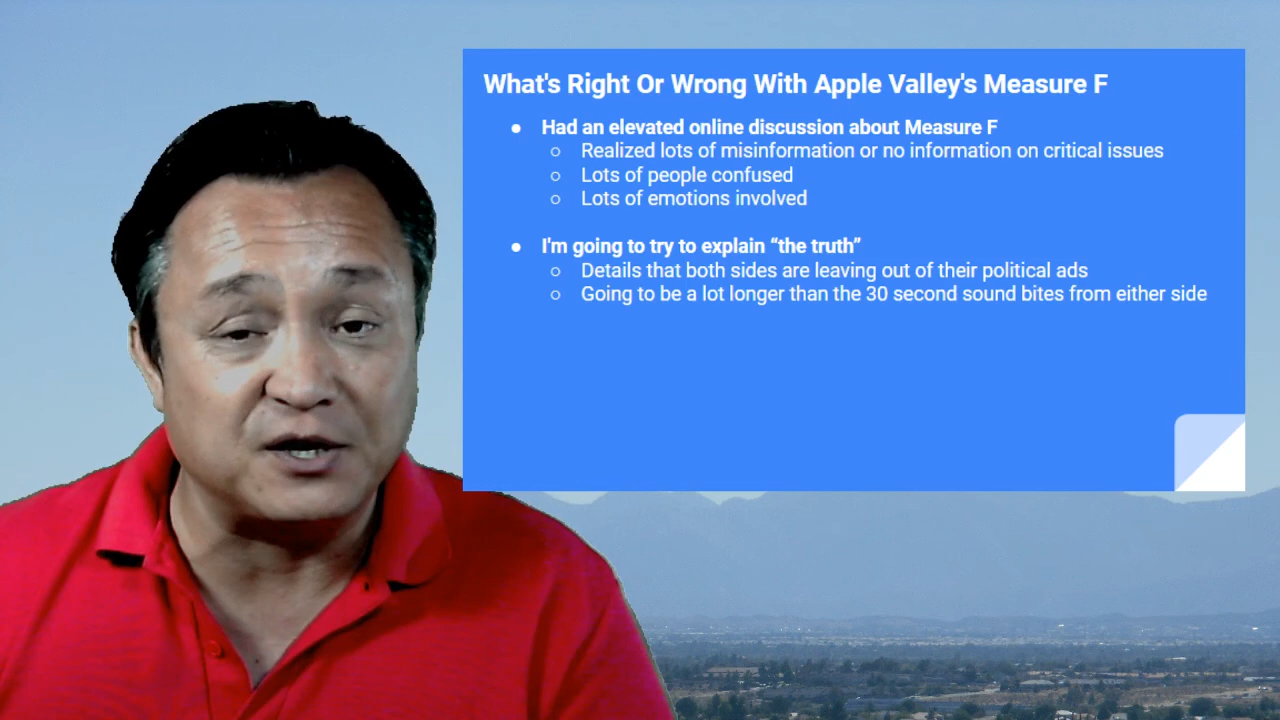 What's Right Or Wrong With Apple Valley's Measure F
● Had an elevated online discussion about Measure F
○ Realized lots of misinformation or no information on critical issues
○ Lots of people confused
○ Lots of emotions involved
● I'm going to try to explain “the truth”
○ Details that both sides are leaving out of their political ads
○ Going to be a lot longer than the 30 second sound bites from either side